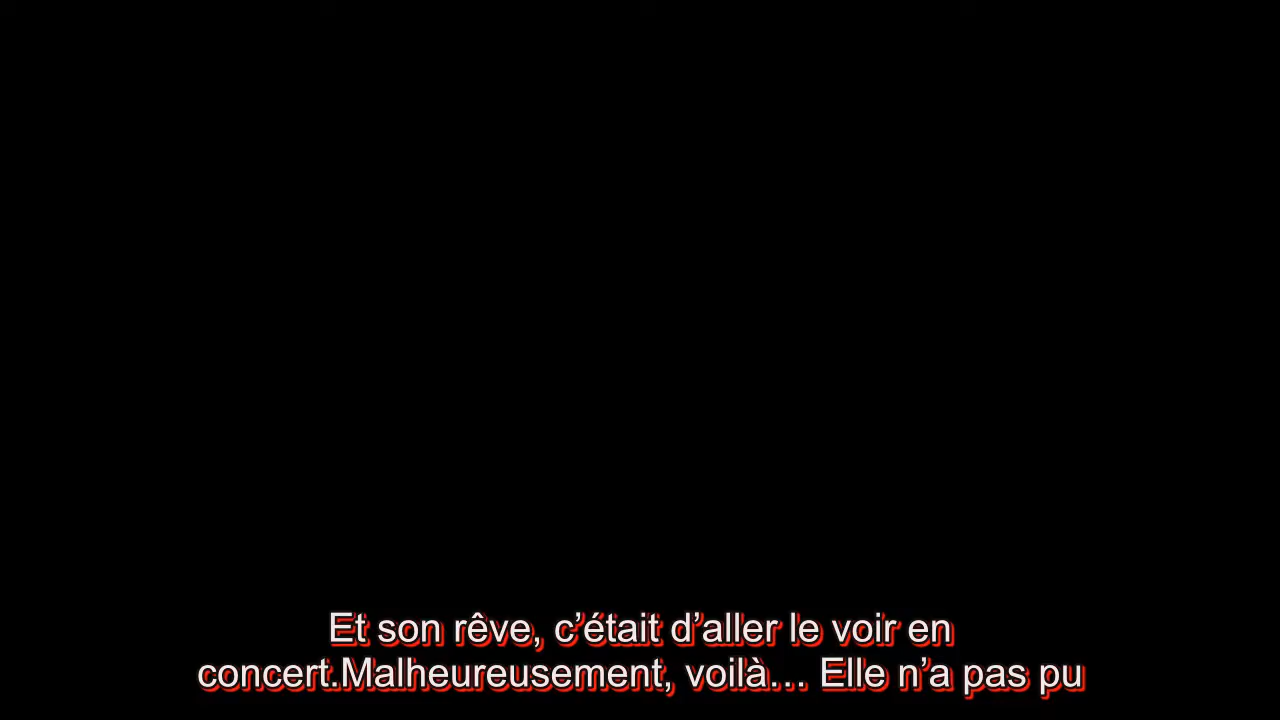 Et son rêve, c’était d’aller le voir en
concert.Malheureusement, voilà… Elle n’a pas pu